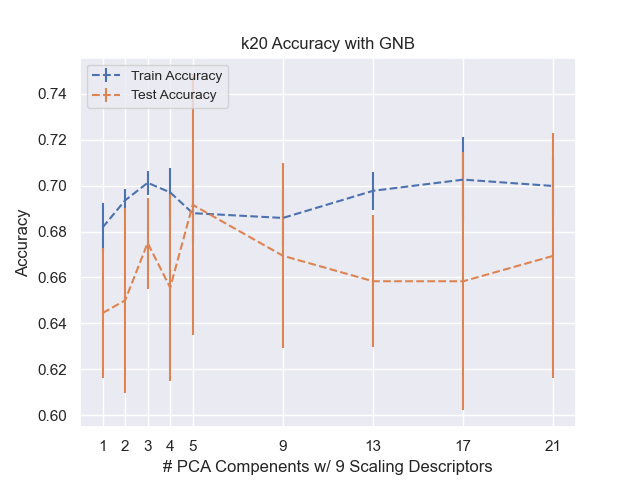 k20 Accuracy with GNB
Train Accuracy
Test Accuracy
0.74
0.72
0.70
0.68
0.66
0.64
0.62
0.60
Accuracy
1 2 3 4 5 9 13 17 21
# PCA Compenents w/ 9 Scaling Descriptors